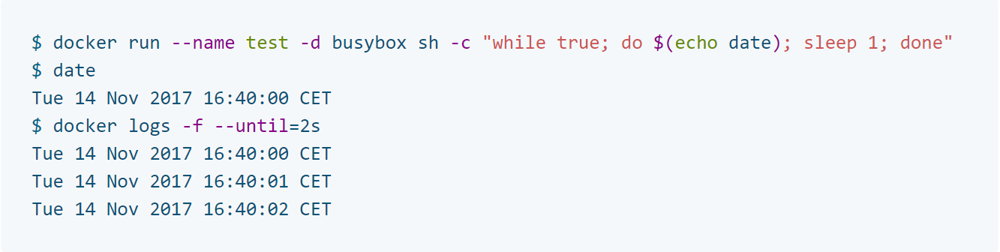 $ docker run --name test -d busybox sh -c "while true; do $(echo date); sleep 1; done"
$ date
Tue 14 Nov 2017 16:40:00 CET
$ docker logs -f --until=2s
Tue 14 Nov 2017 16:40:00 CET
Tue 14 Nov 2017 16:40:01 CET
Tue 14 Nov 2017 16:40:02 CET